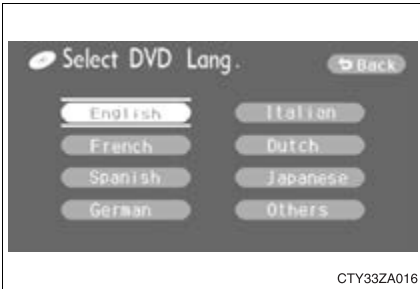 Select DVD Lang.
Back
English
Italian
French
Dutch
Spanish
Japanese
German
Others
CTY33ZA016